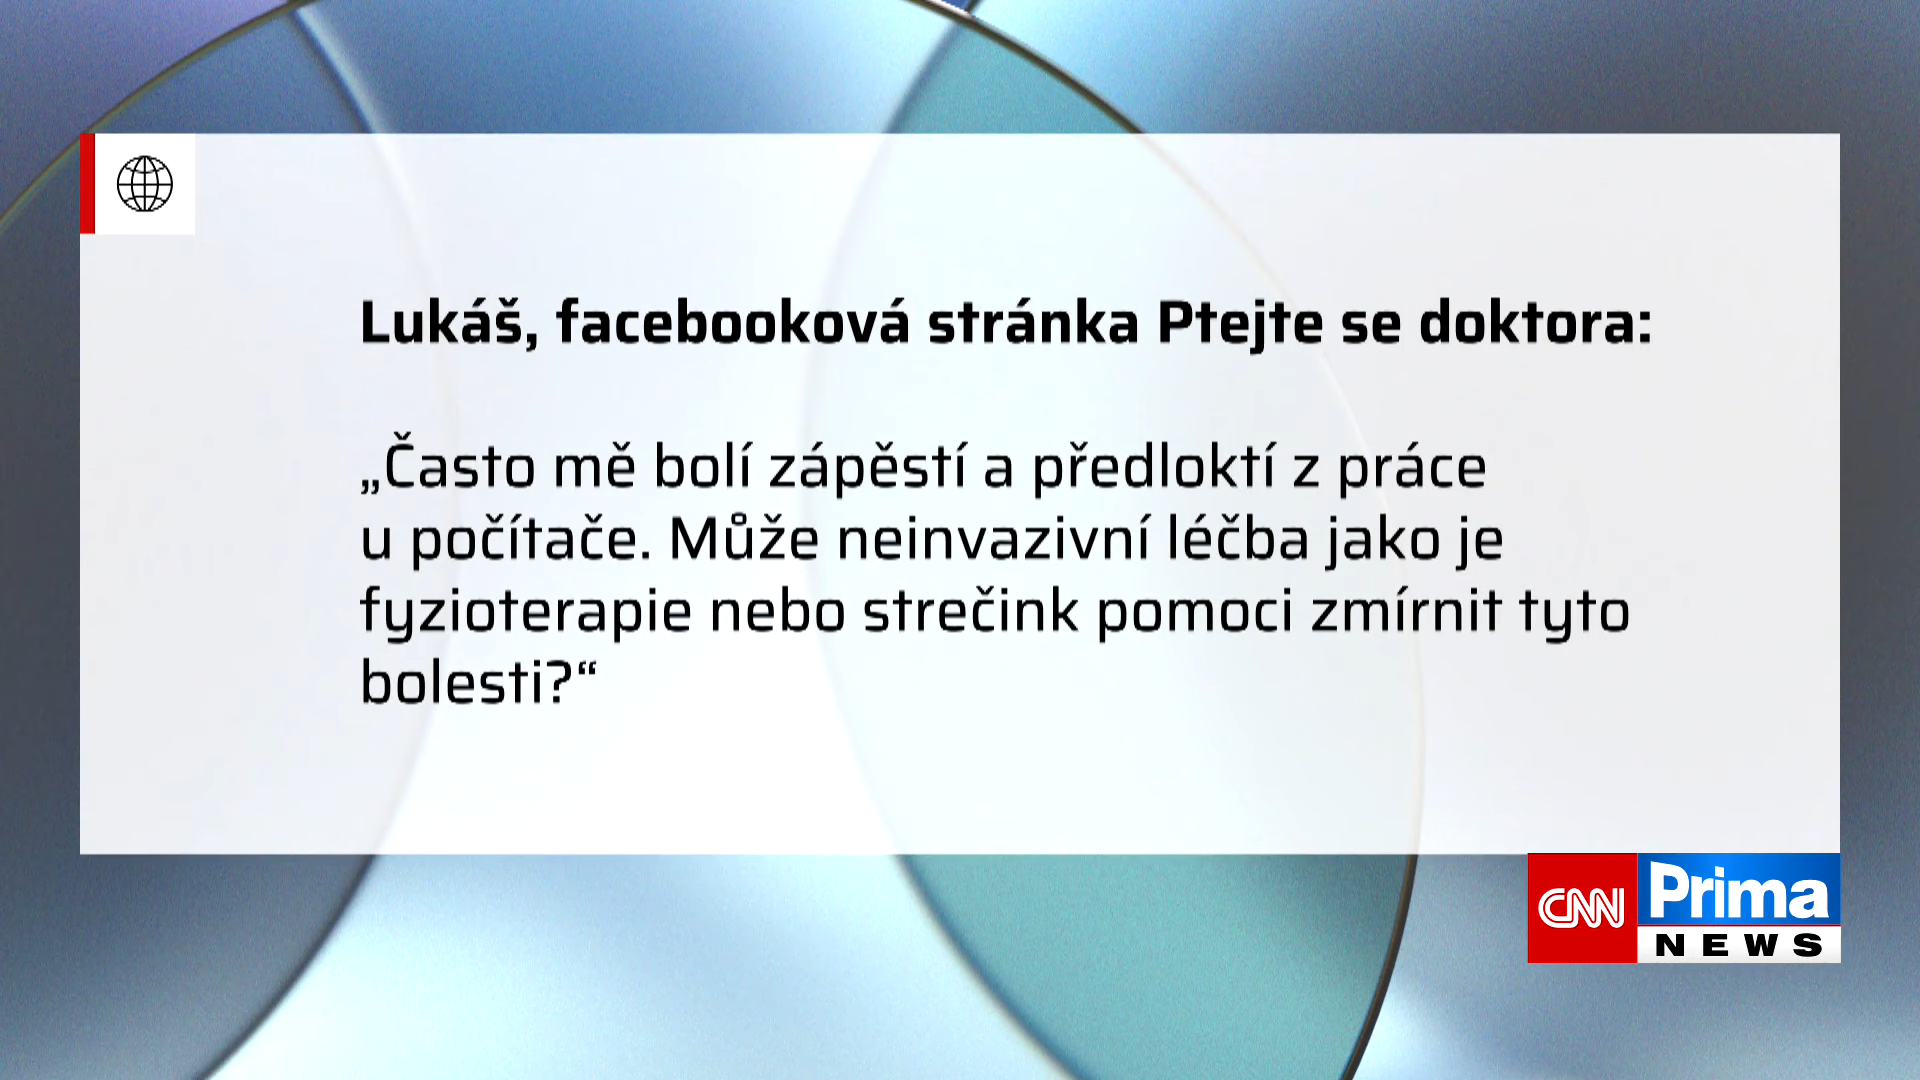 Lukáš, facebooková stránka Ptejte se doktora:
„Často mě bolí zápěstí a předloktí z práce
u počítače. Může neinvazivní léčba jako je
fyzioterapie nebo strečink pomoci zmírnit tyto
bolesti?“
CNN Prima
NEWS